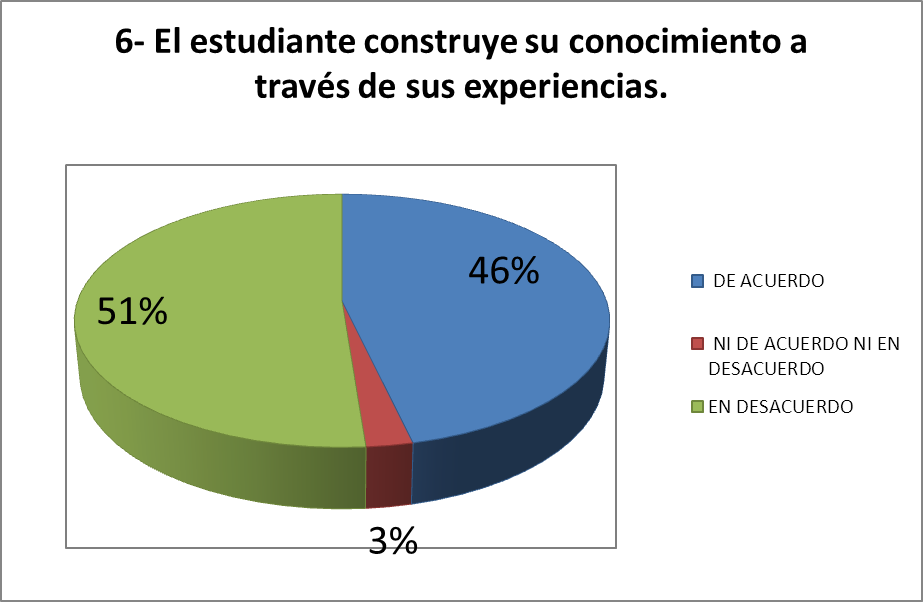 6- El estudiante construye su conocimiento a
través de sus experiencias.
46%
51%
3%
DE ACUERDO
NI DE ACUERDO NI EN
DESACUERDO
EN DESACUERDO